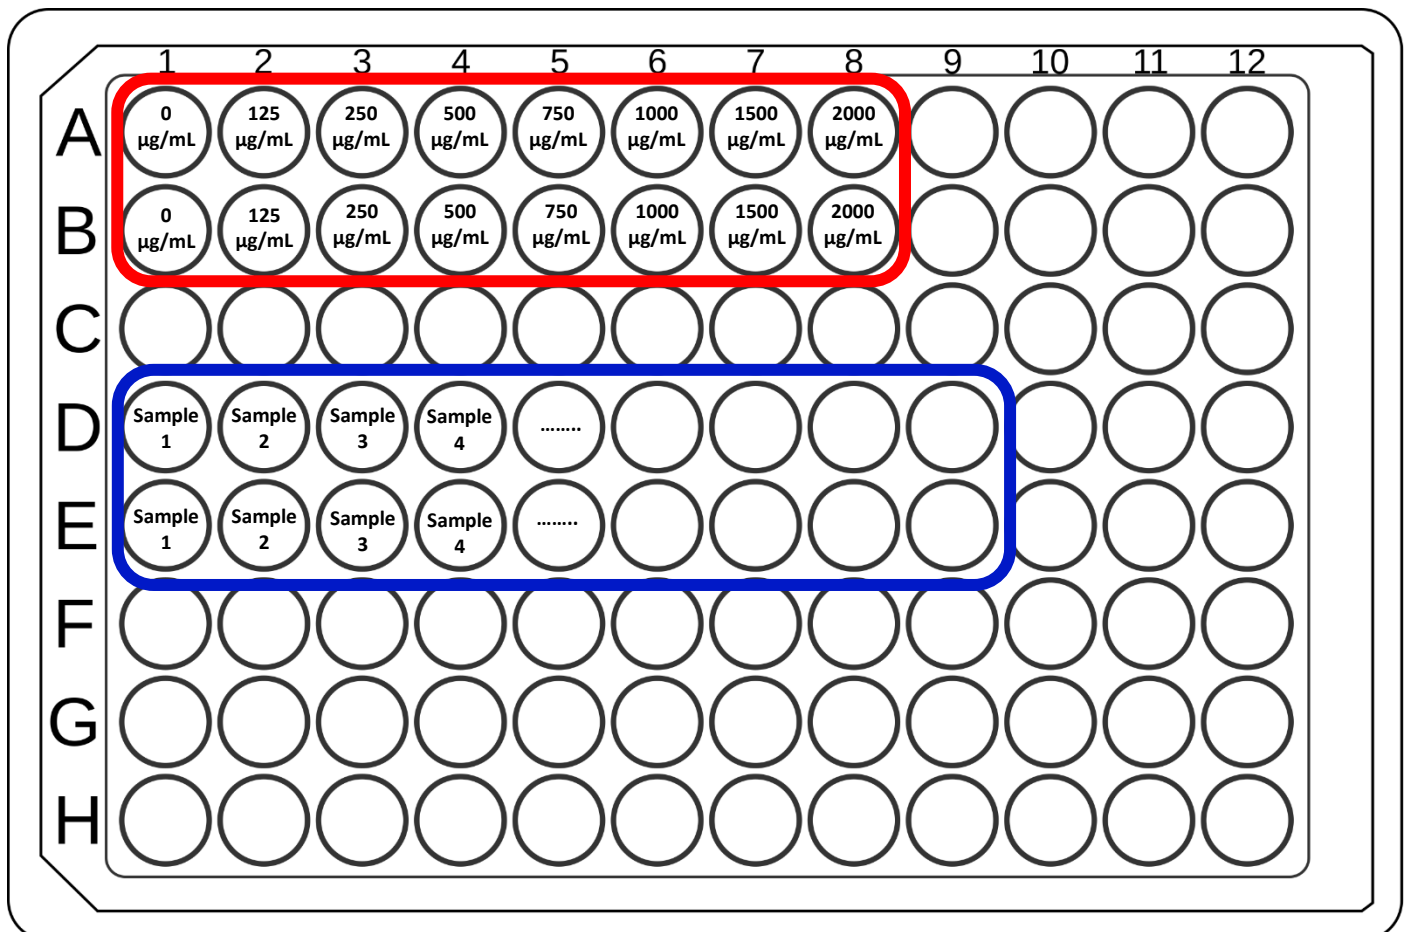 1 2 3 4 5 6 7 8 9 10 11 12
A
0 125 250 500 750 1000 1500 2000
µg/mL µg/mL µg/mL µg/mL µg/mL µg/mL µg/mL µg/mL
B
0 125 250 500 750 1000 1500 2000
µg/mL µg/mL µg/mL µg/mL µg/mL µg/mL µg/mL µg/mL
C
D
Sample Sample Sample Sample ........
1 2 3 4
E
Sample Sample Sample Sample ........
1 2 3 4
F
G
H